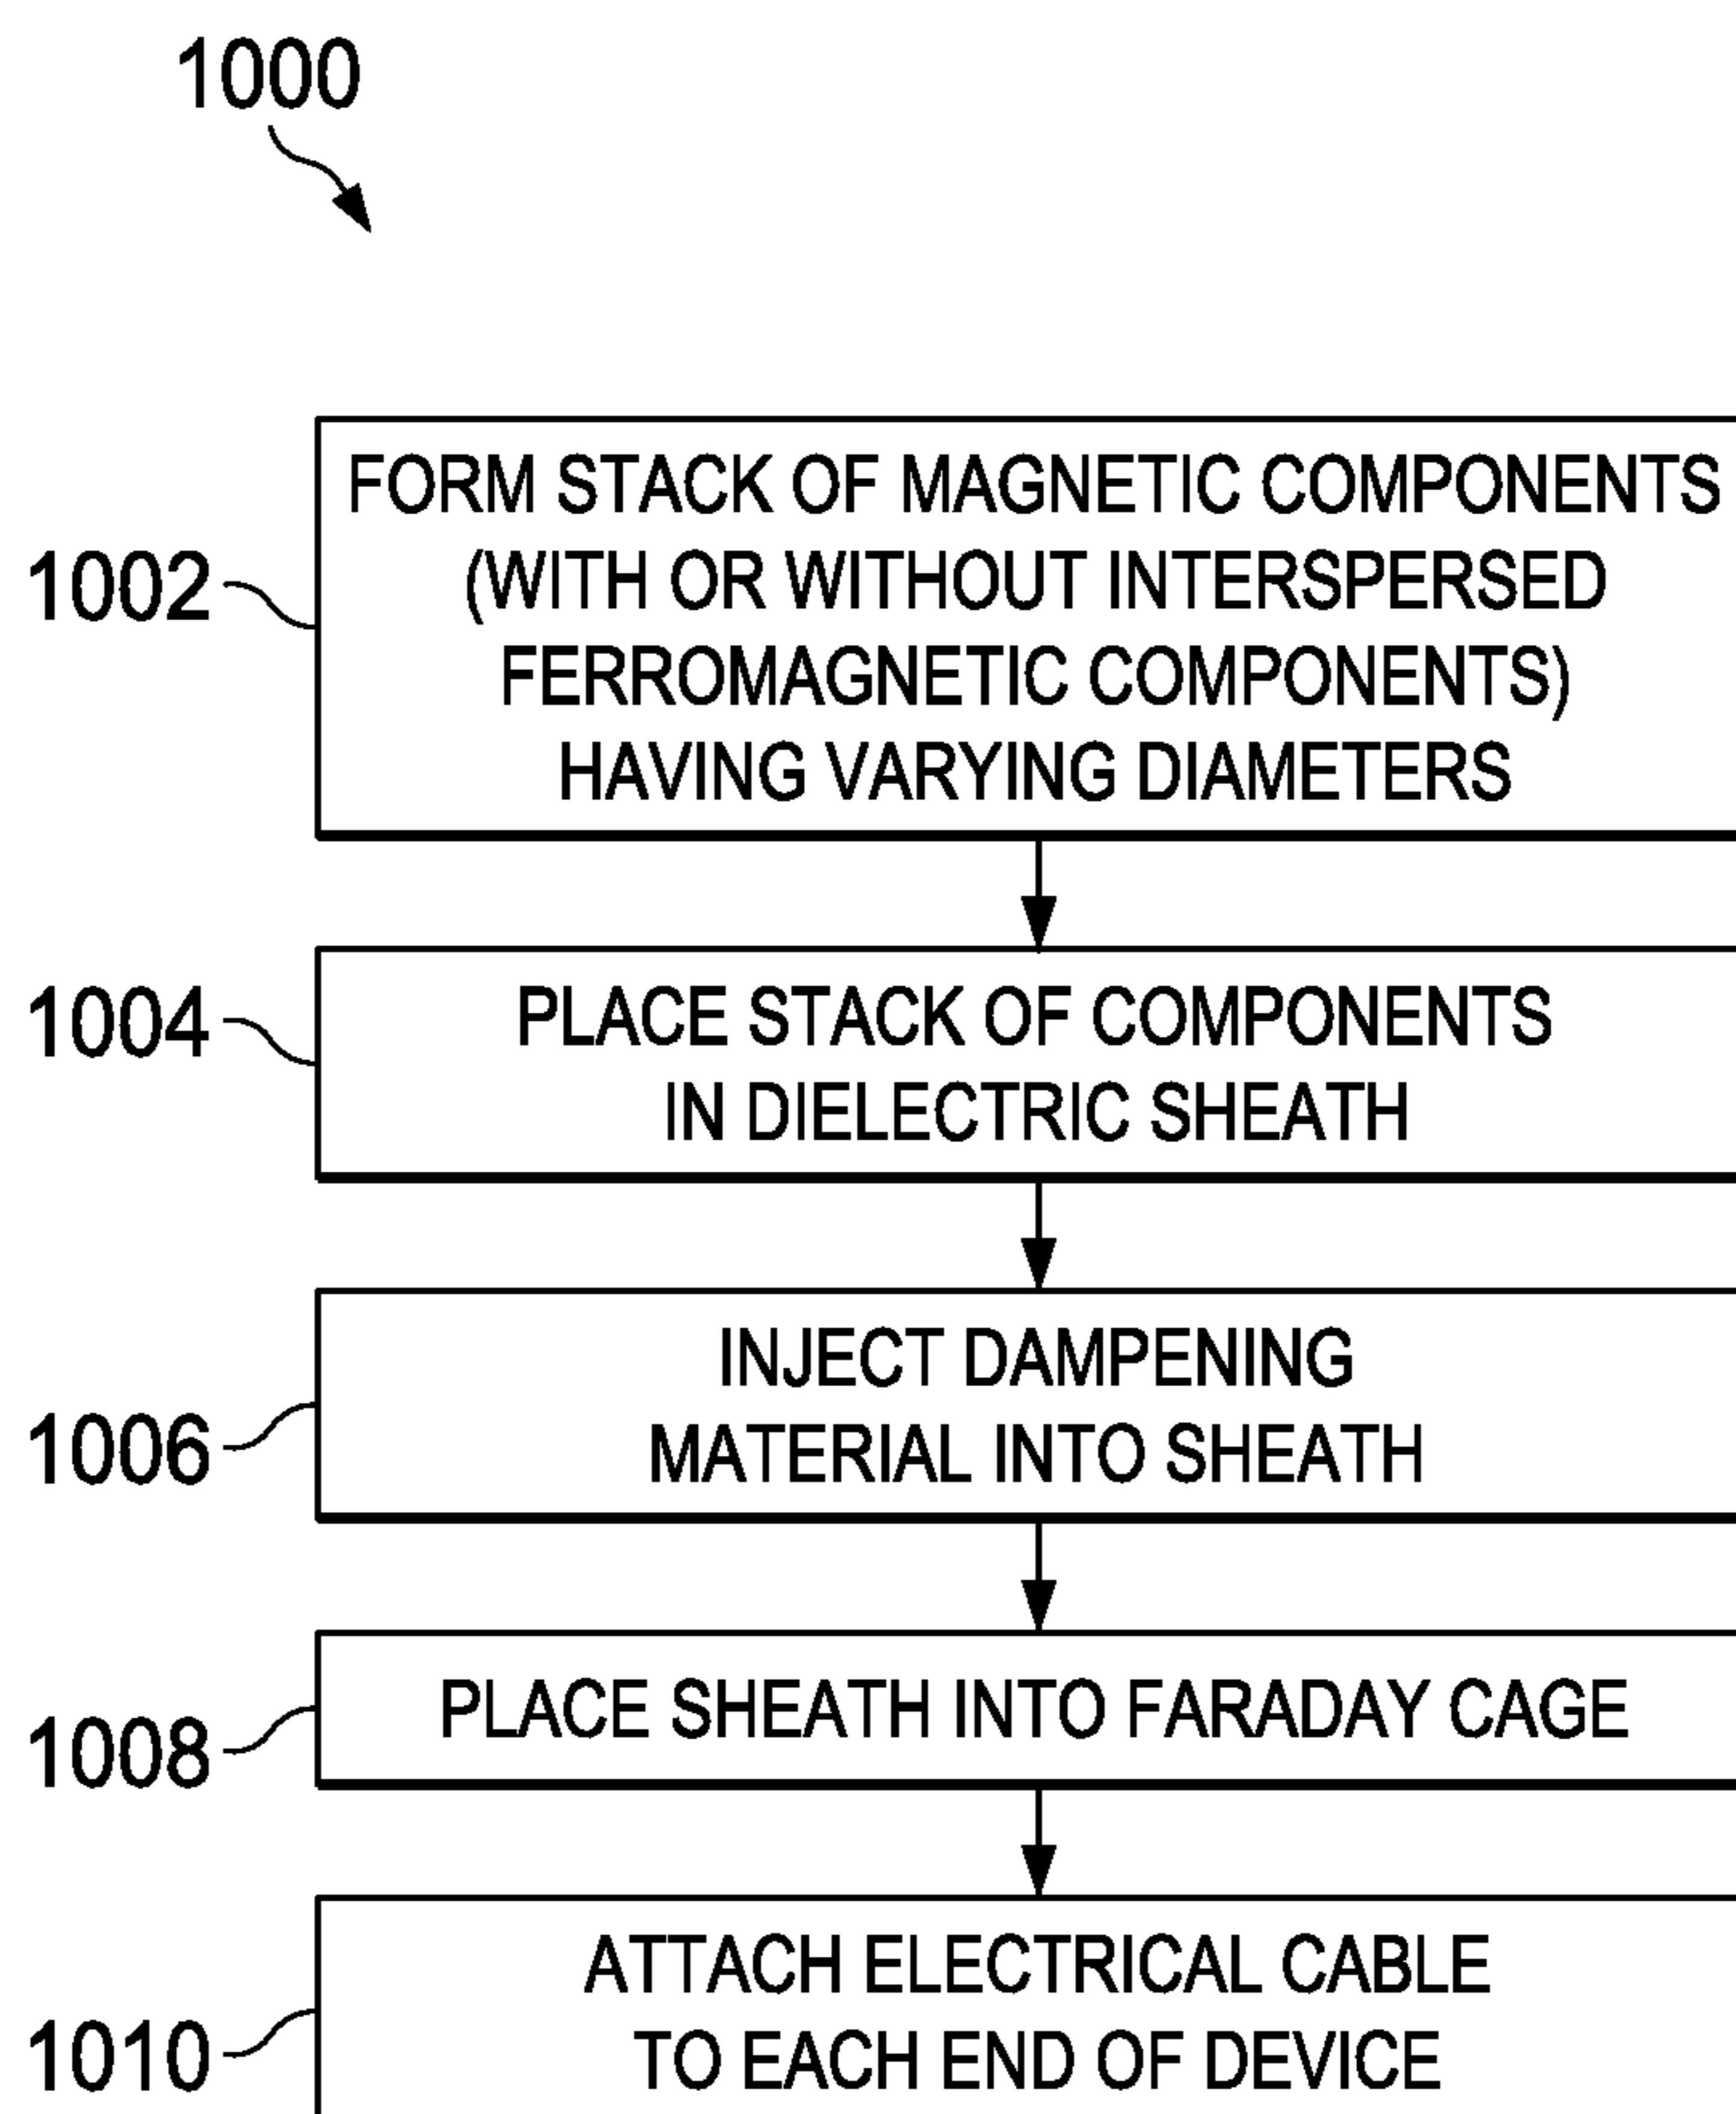 1000
FORM STACK OF MAGNETIC COMPONENTS
(WITH OR WITHOUT INTERSPERSED
1002
FERROMAGNETIC COMPONENTS)
HAVING VARYING DIAMETERS
1004
PLACE STACK OF COMPONENTS
IN DIELECTRIC SHEATH
INJECT DAMPENING
1006
MATERIAL INTO SHEATH
1008
PLACE SHEATH INTO FARADAY CAGE
ATTACH ELECTRICAL CABLE
1010
TO EACH END OF DEVICE